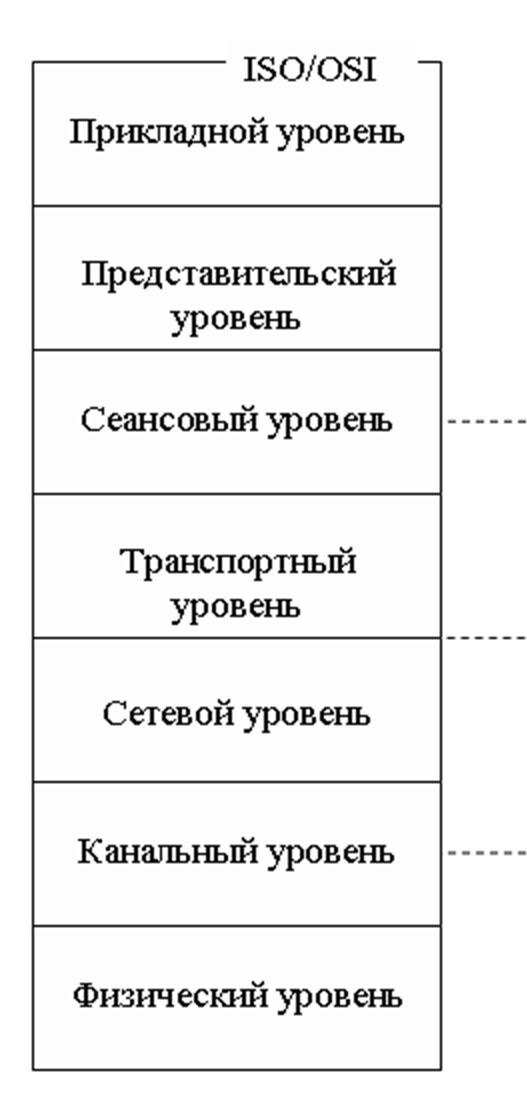 ISO/OSI
Прикладной уровень
Представительский
уровень
Сеансовый уровень
Транспортный
уровень
Сетевой уровень
Канальный уровень
Физический уровень